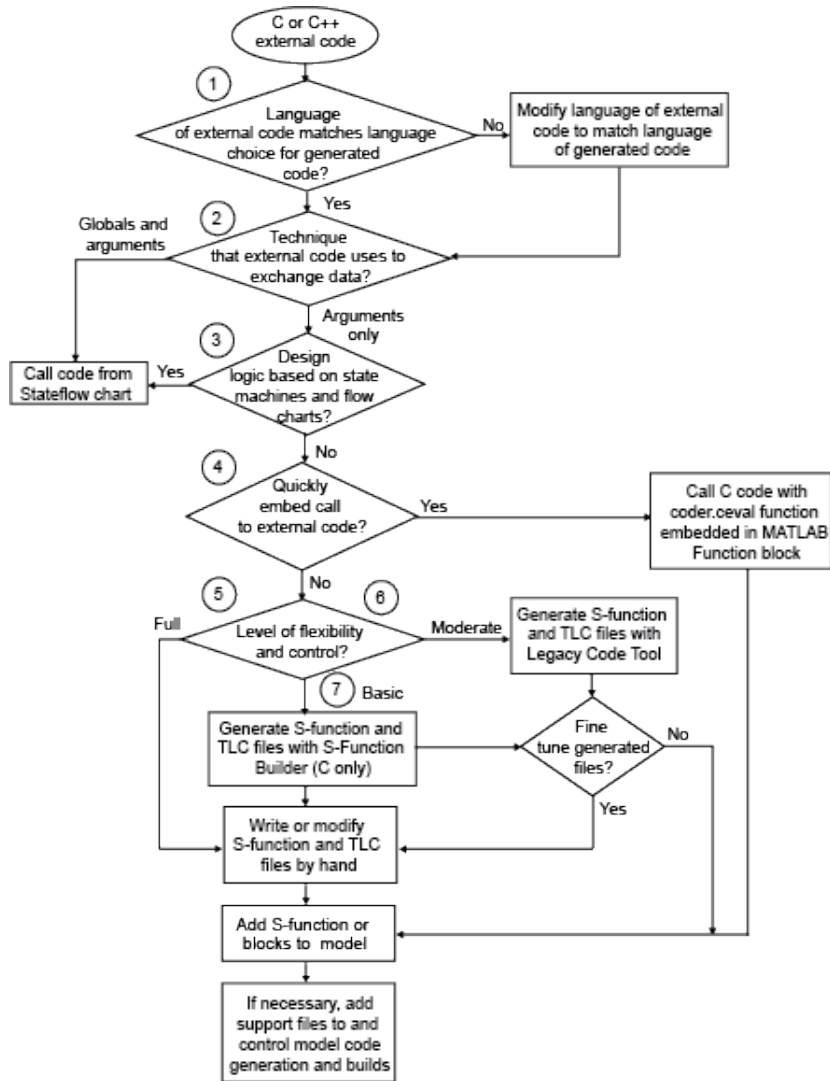 C or C++
external code
1
Language
of external code matches language
choice for generated
code?
No
Modify language of external
code to match language
of generated code
Yes
2
Globals and
arguments
Technique
that external code uses to
exchange data?
Arguments
only
3
Design
logic based on state
machines and flow
charts?
Yes
Call code from
Stateflow chart
No
4
Quickly
embed call
to external code?
Yes
Call C code with
coder.ceval function
embedded in MATLAB
Function block
No
5
6
Full
Level of flexibility
and control?
Moderate
Generate S-function
and TLC files with
Legacy Code Tool
7
Basic
Generate S-function and
TLC files with S-Function
Builder (C only)
Fine
tune generated
files?
No
Yes
Write or modify
S-function and TLC
files by hand
Add S-function or
blocks to model
If necessary, add
support files to and
control model code
generation and builds